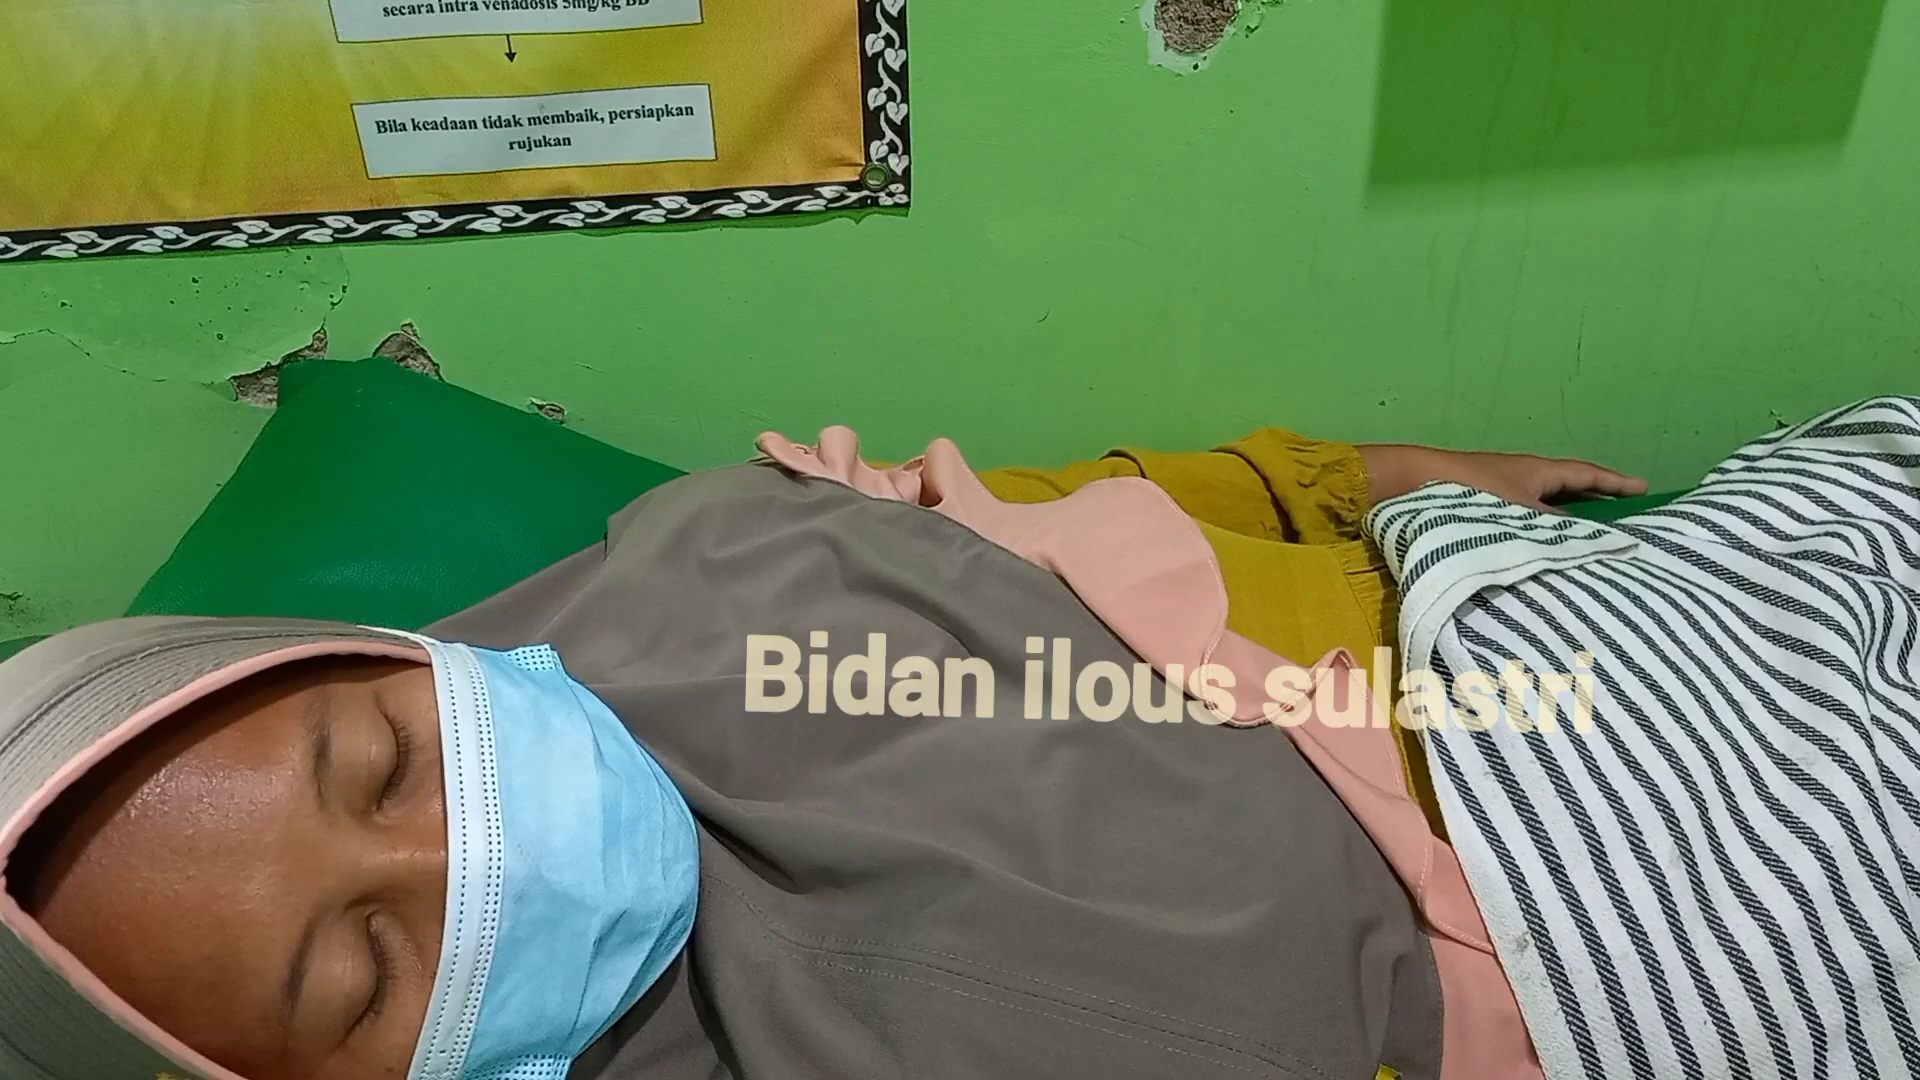 secara intra venadosis 5mg/kg BB
Bila keadaan tidak membaik, persiapkan
rujukan
Bidan ilous sulastri